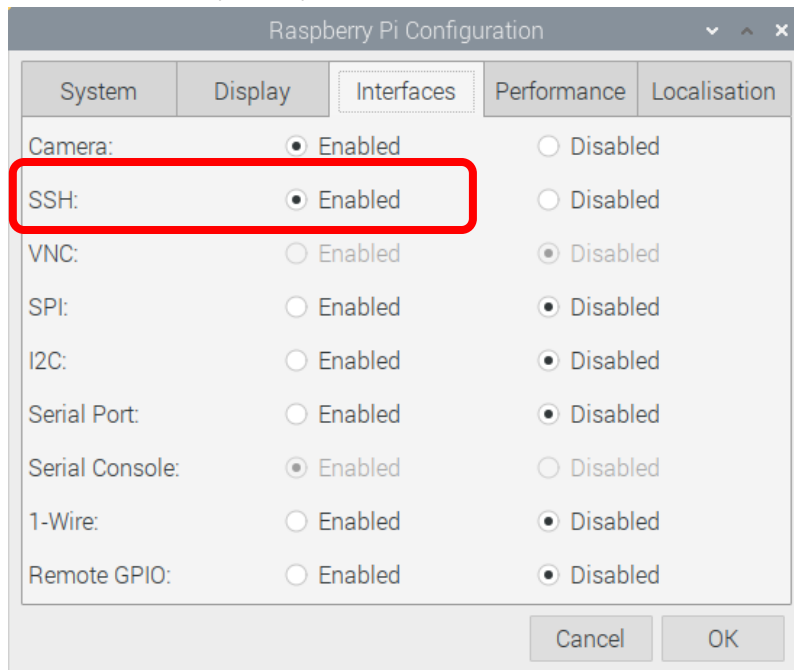 Raspberry Pi Configuration
System Display Interfaces Performance Localisation
Camera: Enabled Disabled
SSH: Enabled Disabled
VNC: Enabled Disabled
SPI: Enabled Disabled
I2C: Enabled Disabled
Serial Port: Enabled Disabled
Serial Console: Enabled Disabled
1-Wire: Enabled Disabled
Remote GPIO: Enabled Disabled
Cancel OK